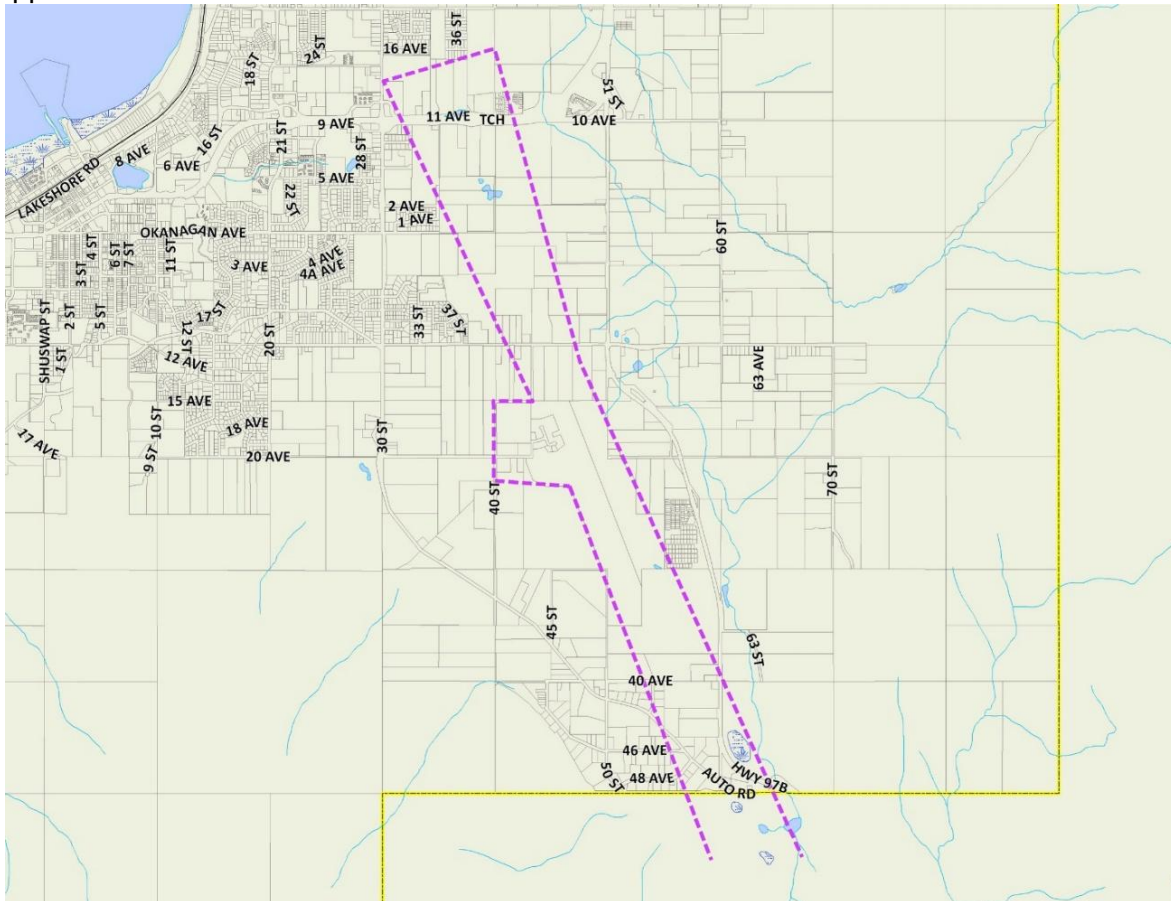 16 AVE
36 ST
24 ST
18 ST
51 ST
11 AVE
TCH
10 AVE
9 AVE
21 ST
28 ST
16 ST
8 AVE
6 AVE
5 AVE
LAKESHORE RD
22 ST
2 AVE
1 AVE
60 ST
OKANAGAN AVE
4 ST
6 ST
7 ST
11 ST
3 ST
3 AVE
4 AVE
4A AVE
SHUSWAP ST
2 ST
5 ST
17 ST
33 ST
37 ST
1 ST
12 ST
12 AVE
20 ST
63 AVE
15 AVE
10 ST
18 AVE
30 ST
17 AVE
9 ST
20 AVE
40 ST
70 ST
45 ST
63 ST
40 AVE
46 AVE
50 ST
48 AVE
AUTO RD
HWY 97B